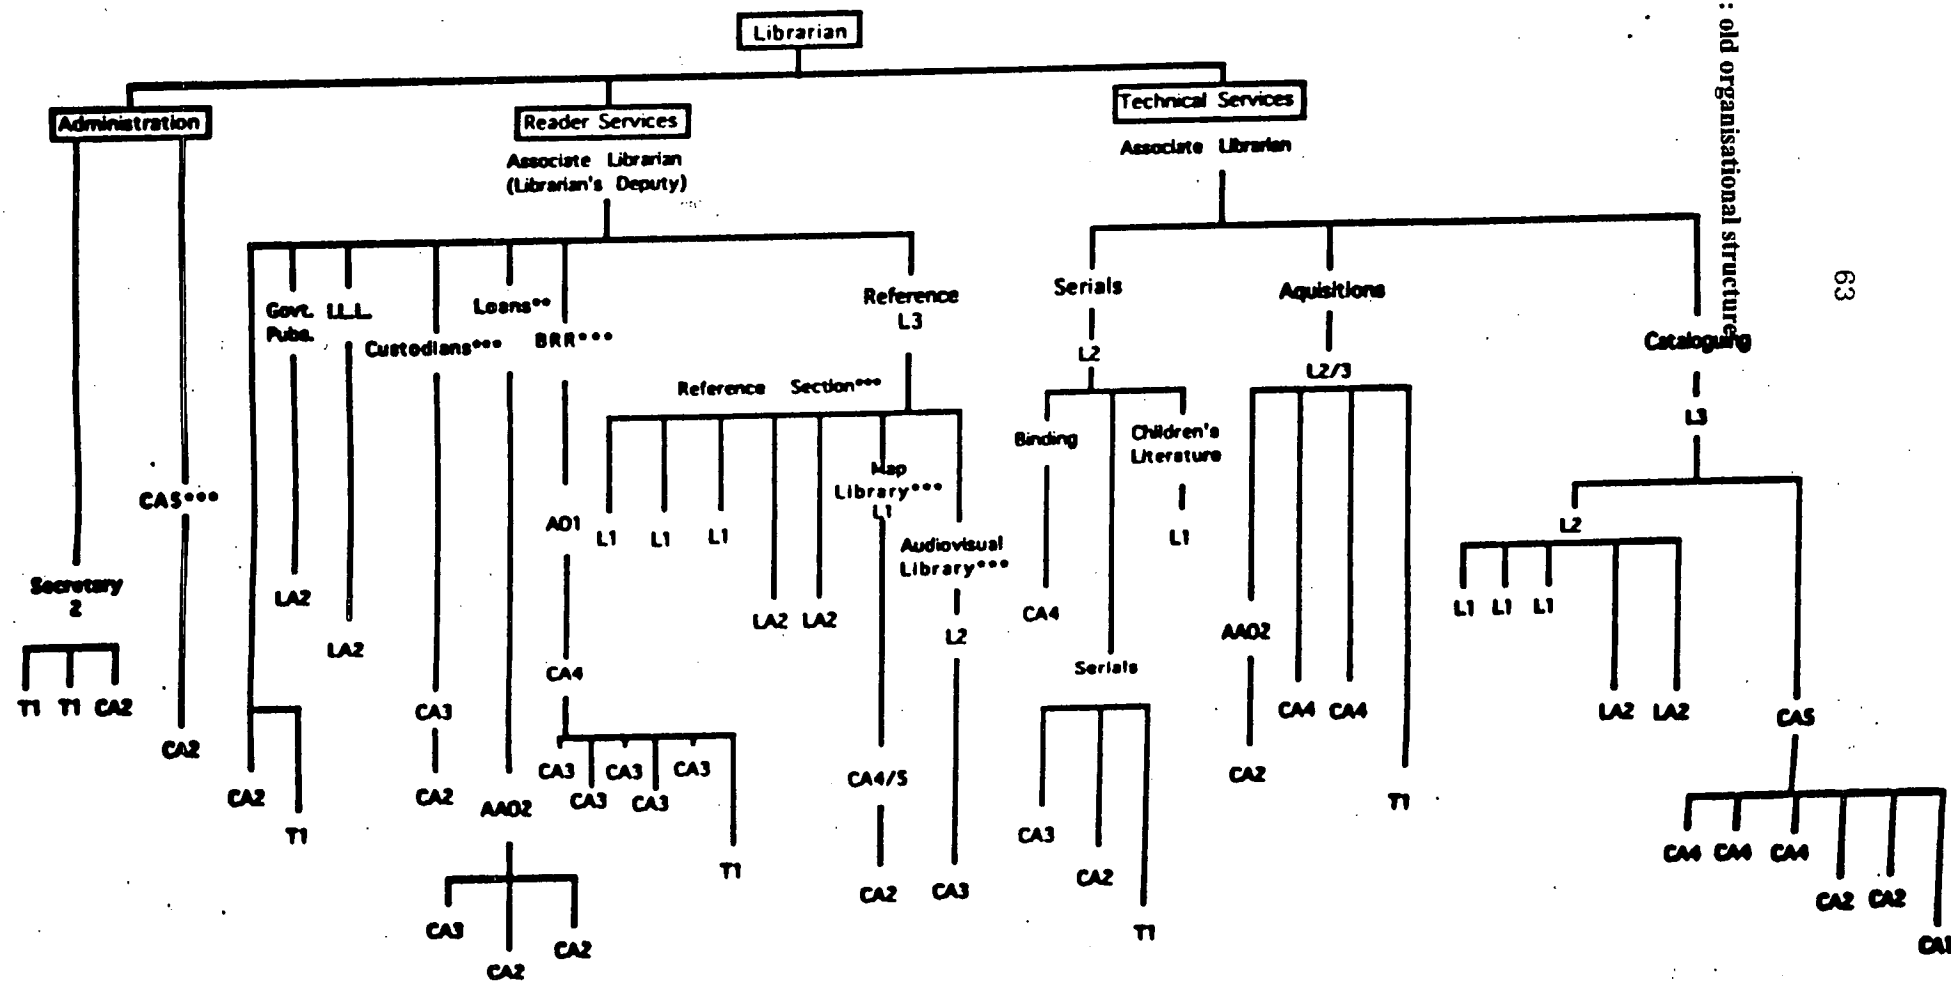 Librarian
Administration
Reader Services
Technical Services
Associate Librarian
(Librarian's Deputy)
Associate Librarian
: old organisational structure
63
Govt.
Pubs.
I.L.L.
Custodians***
Loans**
BRR***
Reference
L3
Serials
L2
Aquisitions
L2/3
Cataloguing
L3
Reference Section***
Binding
Children's
Literature
L1
Map
Library***
L1
Audiovisual
Library***
L2
CA5***
Secretary
2
T1 T1 CA2
CA2
CA2
T1
LA2
LA2
CA3
CA2
AAO2
CA3
CA2
CA2
AO1
CA4
CA3 CA3 CA3
CA3 CA3
T1
L1 L1 L1
LA2 LA2
CA4/5
CA2
CA3
CA4
Serials
CA3
CA2
T1
AAO2
CA2
CA4 CA4
T1
L2
L1 L1 L1
LA2 LA2
CA5
CA4 CA4 CA4
CA2 CA2